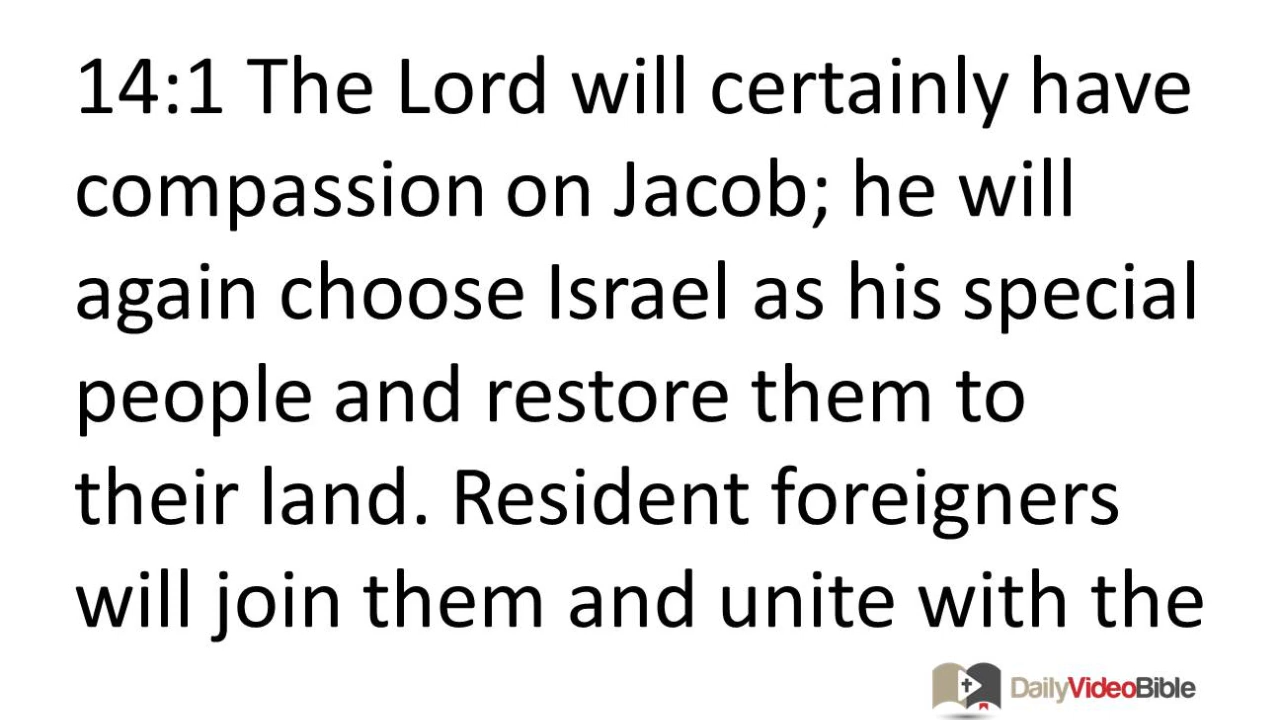 14:1 The Lord will certainly have
compassion on Jacob; he will
again choose Israel as his special
people and restore them to
their land. Resident foreigners
will join them and unite with the
DailyVideoBible